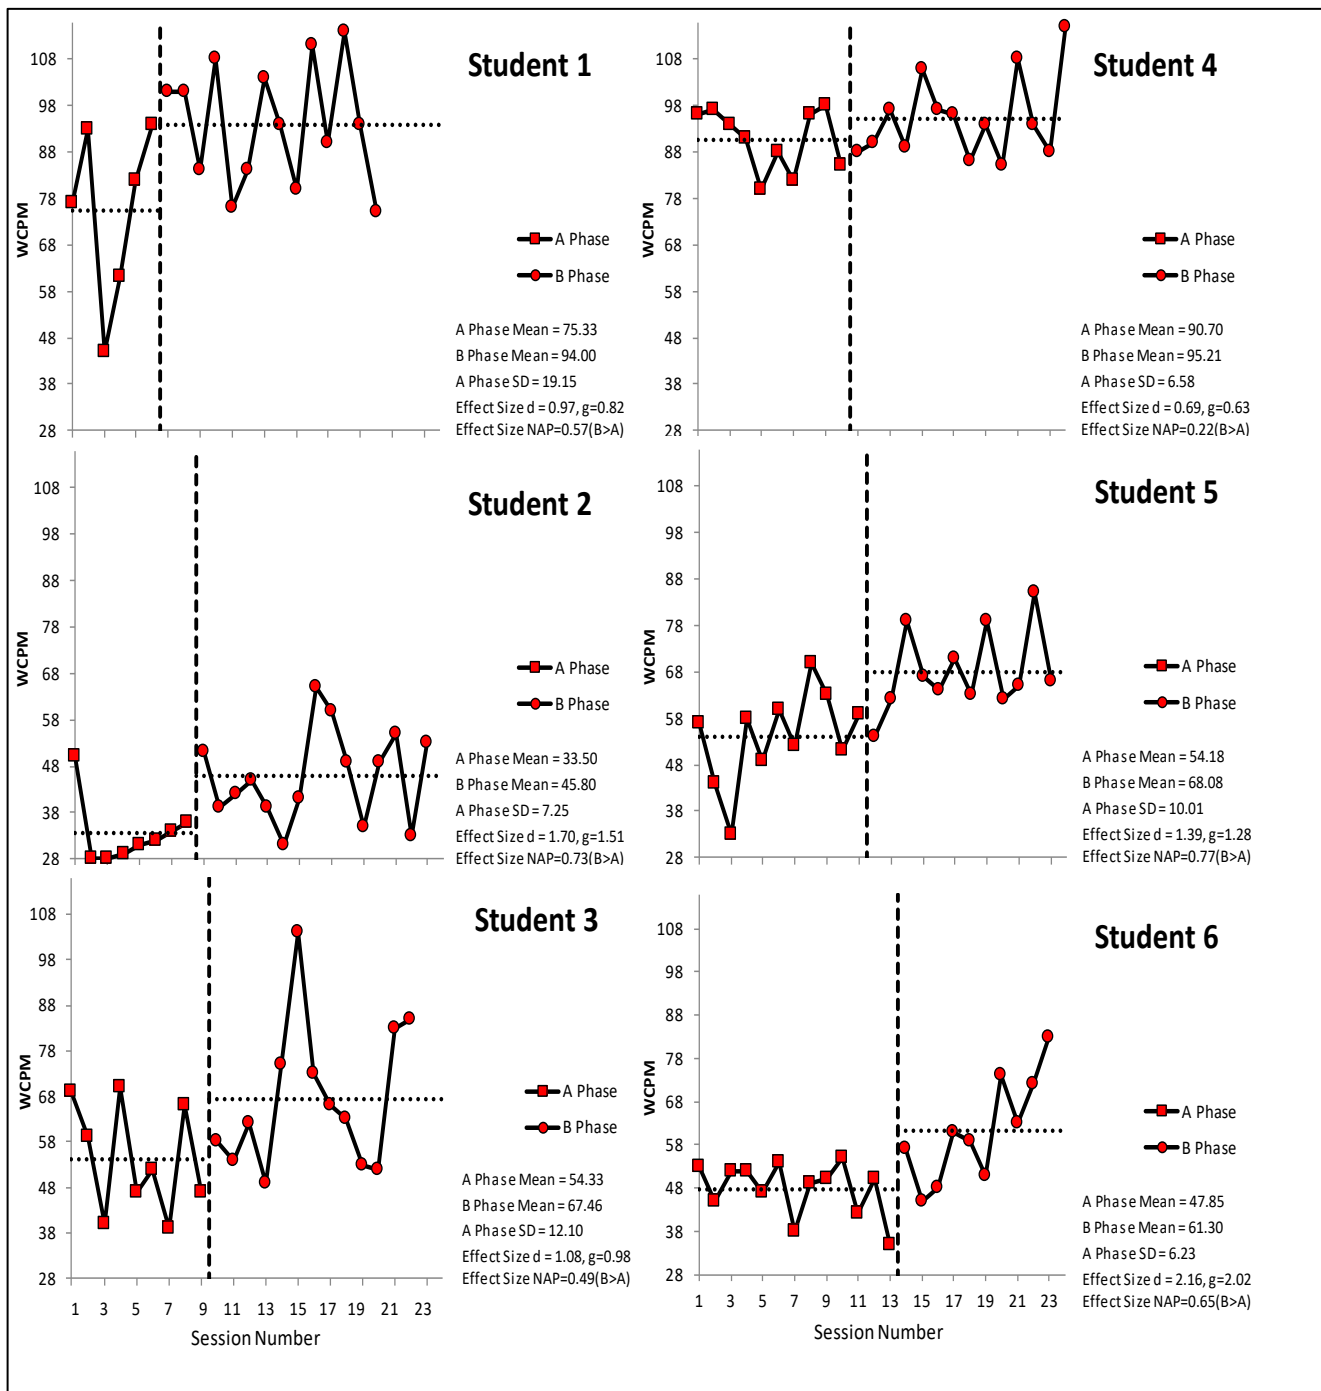 Student 1
108
98
88
78
68
58
48
38
28
WCPM
A Phase
B Phase
A Phase Mean = 75.33
B Phase Mean = 94.00
A Phase SD = 19.15
Effect Size d = 0.97, g=0.82
Effect Size NAP=0.57(B>A)
Student 2
108
98
88
78
68
58
48
38
28
WCPM
A Phase
B Phase
A Phase Mean = 33.50
B Phase Mean = 45.80
A Phase SD = 7.25
Effect Size d = 1.70, g=1.51
Effect Size NAP=0.73(B>A)
Student 3
108
98
88
78
68
58
48
38
28
WCPM
A Phase
B Phase
A Phase Mean = 54.33
B Phase Mean = 67.46
A Phase SD = 12.10
Effect Size d = 1.08, g=0.98
Effect Size NAP=0.49(B>A)
1 3 5 7 9 11 13 15 17 19 21 23
Session Number
Student 4
108
98
88
78
68
58
48
38
28
WCPM
A Phase
B Phase
A Phase Mean = 90.70
B Phase Mean = 95.21
A Phase SD = 6.58
Effect Size d = 0.69, g=0.63
Effect Size NAP=0.22(B>A)
Student 5
108
98
88
78
68
58
48
38
28
WCPM
A Phase
B Phase
A Phase Mean = 54.18
B Phase Mean = 68.08
A Phase SD = 10.01
Effect Size d = 1.39, g=1.28
Effect Size NAP=0.77(B>A)
Student 6
108
98
88
78
68
58
48
38
28
WCPM
A Phase
B Phase
A Phase Mean = 47.85
B Phase Mean = 61.30
A Phase SD = 6.23
Effect Size d = 2.16, g=2.02
Effect Size NAP=0.65(B>A)
1 3 5 7 9 11 13 15 17 19 21 23
Session Number